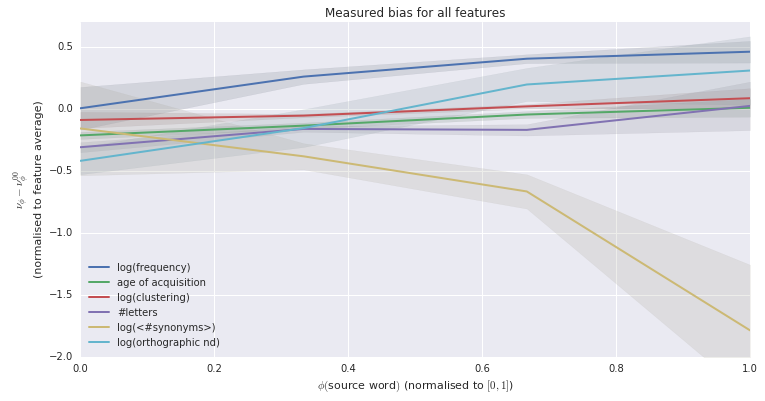 Measured bias for all features
0.5
0.0
−0.5
−1.0
−1.5
−2.0
ν_ϕ − ν_ϕ^00
(normalised to feature average)
log(frequency)
age of acquisition
log(clustering)
#letters
log(<#synonyms>)
log(orthographic nd)
0.0 0.2 0.4 0.6 0.8 1.0
ϕ(source word) (normalised to [0, 1])